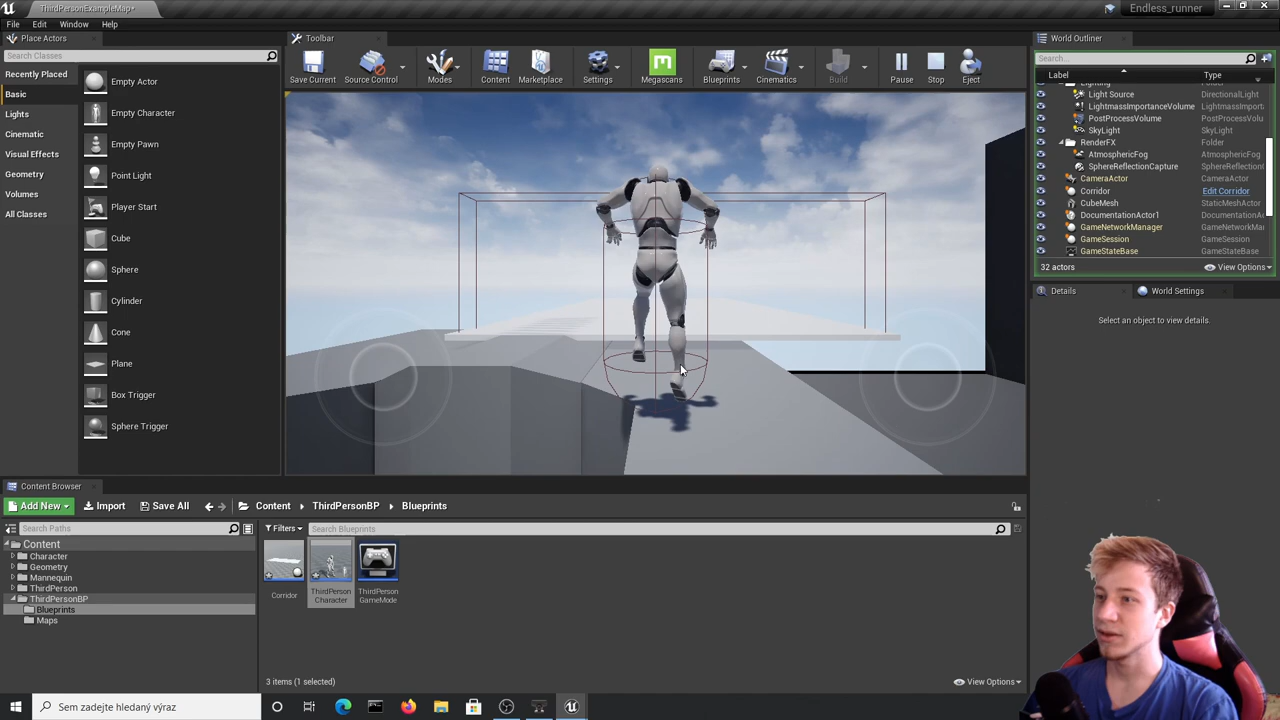 ThirdPersonExampleMap*
Endless_runner
File Edit Window Help
Place Actors
Search Classes
Recently Placed
Basic
Lights
Cinematic
Visual Effects
Geometry
Volumes
All Classes
Empty Actor
Empty Character
Empty Pawn
Point Light
Player Start
Cube
Sphere
Cylinder
Cone
Plane
Box Trigger
Sphere Trigger
Toolbar
Save Current
Source Control
Modes
Content
Marketplace
Settings
Megascans
Blueprints
Cinematics
Build
Pause
Stop
Eject
World Outliner
Search...
Label Type
Lighting Folder
Light Source DirectionalLight
LightmassImportanceVolume LightmassImport
PostProcessVolume PostProcessVolu
SkyLight SkyLight
RenderFX Folder
AtmosphericFog AtmosphericFog
SphereReflectionCapture SphereReflection
CameraActor CameraActor
Corridor Edit Corridor
CubeMesh StaticMeshActor
DocumentationActor1 DocumentationA
GameNetworkManager GameNetworkMa
GameSession GameSession
GameStateBase GameStateBase
32 actors View Options
Details World Settings
Select an object to view details.
Content Browser
Add New Import Save All Content ThirdPersonBP Blueprints
Search Paths
Filters Search Blueprints
Content
Character
Geometry
Mannequin
ThirdPerson
ThirdPersonBP
Blueprints
Maps
Corridor
ThirdPerson
Character
ThirdPerson
GameMode
3 items (1 selected) View Options
Sem zadejte hledaný výraz